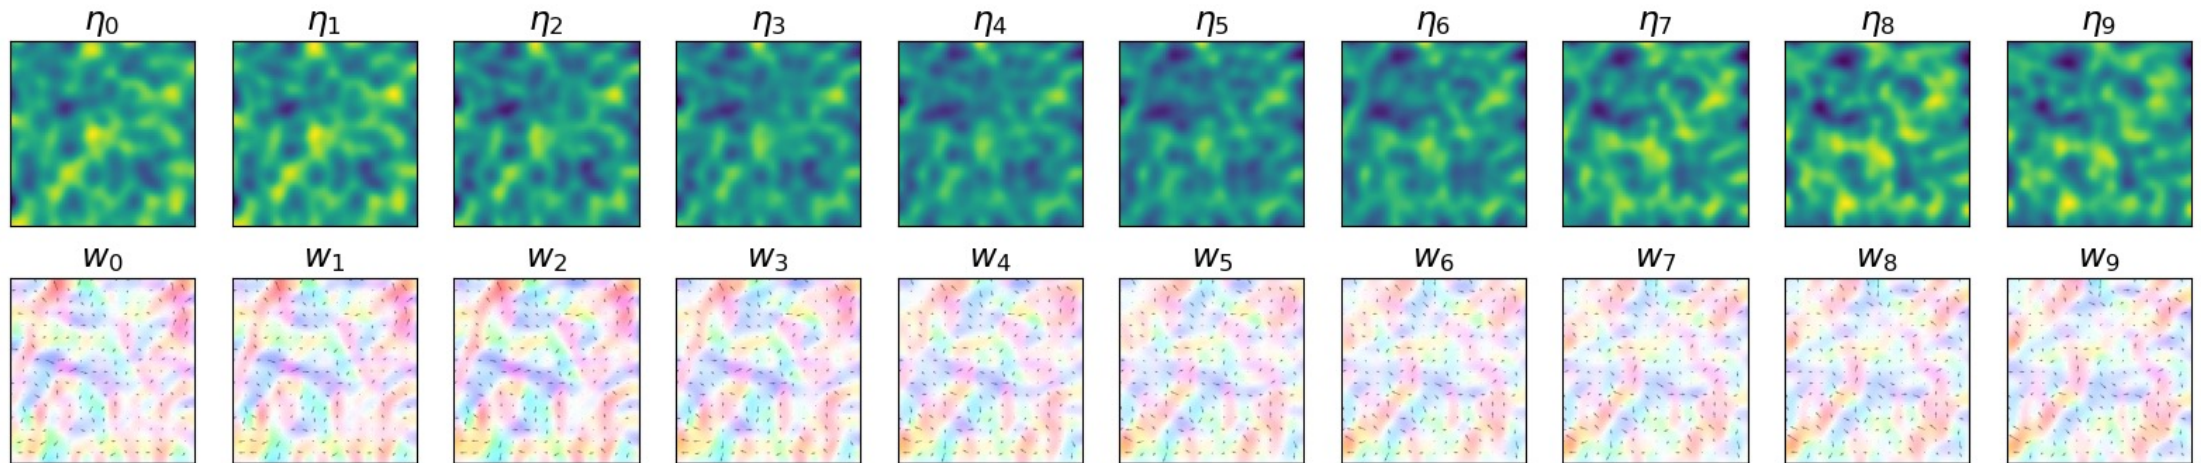 η₀ η₁ η₂ η₃ η₄ η₅ η₆ η₇ η₈ η₉
w₀ w₁ w₂ w₃ w₄ w₅ w₆ w₇ w₈ w₉